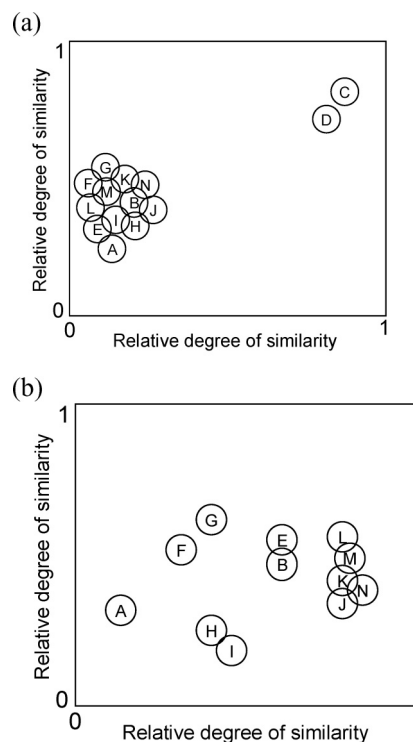 (a)
1
C
D
G
F
K
N
M
B
L
J
I
E
H
A
0
0
1
Relative degree of similarity
Relative degree of similarity
(b)
1
G
L
E
F
M
B
K
N
J
A
H
I
0
0
Relative degree of similarity
Relative degree of similarity